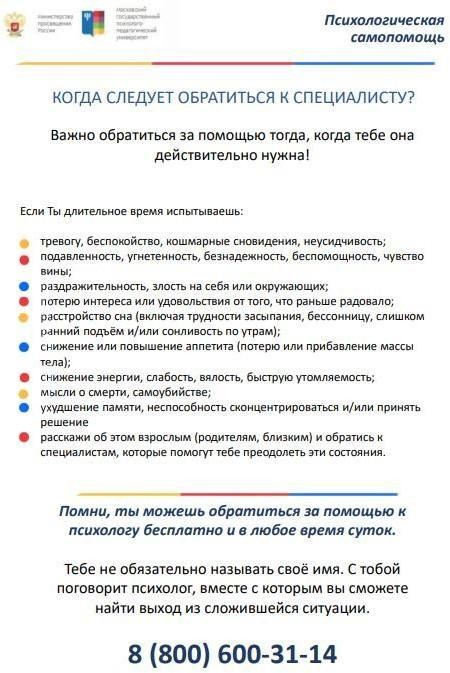 Министерство
просвещения
России
Московский
государственный
психолого-
педагогический
университет
Психологическая
самопомощь
КОГДА СЛЕДУЕТ ОБРАТИТЬСЯ К СПЕЦИАЛИСТУ?
Важно обратиться за помощью тогда, когда тебе она
действительно нужна!
Если Ты длительное время испытываешь:
тревогу, беспокойство, кошмарные сновидения, неусидчивость;
подавленность, угнетенность, безнадежность, беспомощность, чувство
вины;
раздражительность, злость на себя или окружающих;
потерю интереса или удовольствия от того, что раньше радовало;
расстройство сна (включая трудности засыпания, бессонницу, слишком
ранний подъём и/или сонливость по утрам);
снижение или повышение аппетита (потерю или прибавление массы
тела);
снижение энергии, слабость, вялость, быструю утомляемость;
мысли о смерти, самоубийстве;
ухудшение памяти, неспособность сконцентрироваться и/или принять
решение
расскажи об этом взрослым (родителям, близким) и обратись к
специалистам, которые помогут тебе преодолеть эти состояния.
Помни, ты можешь обратиться за помощью к
психологу бесплатно и в любое время суток.
Тебе не обязательно называть своё имя. С тобой
поговорит психолог, вместе с которым вы сможете
найти выход из сложившейся ситуации.
8 (800) 600-31-14